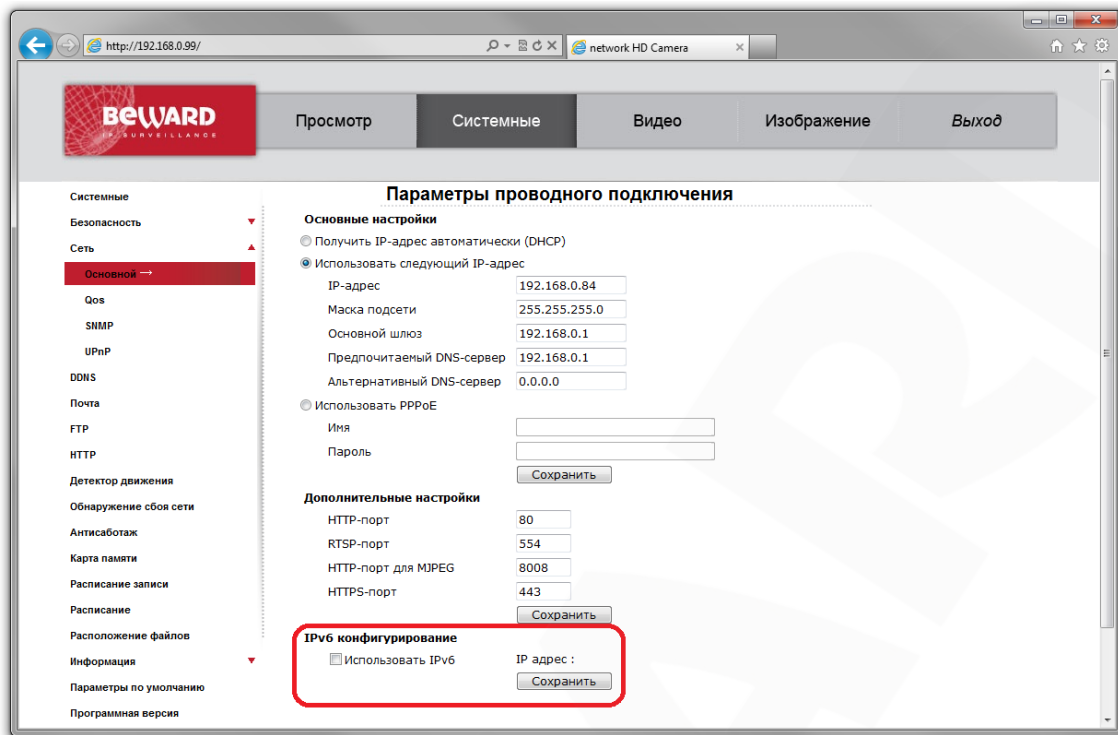 http://192.168.0.99/
network HD Camera
BEWARD
IP SURVEILLANCE
Просмотр
Системные
Видео
Изображение
Выход
Системные
Безопасность
Сеть
Основной →
Qos
SNMP
UPnP
DDNS
Почта
FTP
HTTP
Детектор движения
Обнаружение сбоя сети
Антисаботаж
Карта памяти
Расписание записи
Расписание
Расположение файлов
Информация
Параметры по умолчанию
Программная версия
Параметры проводного подключения
Основные настройки
Получить IP-адрес автоматически (DHCP)
Использовать следующий IP-адрес
IP-адрес 192.168.0.84
Маска подсети 255.255.255.0
Основной шлюз 192.168.0.1
Предпочитаемый DNS-сервер 192.168.0.1
Альтернативный DNS-сервер 0.0.0.0
Использовать PPPoE
Имя
Пароль
Сохранить
Дополнительные настройки
HTTP-порт 80
RTSP-порт 554
HTTP-порт для MJPEG 8008
HTTPS-порт 443
Сохранить
IPv6 конфигурирование
Использовать IPv6 IP адрес :
Сохранить